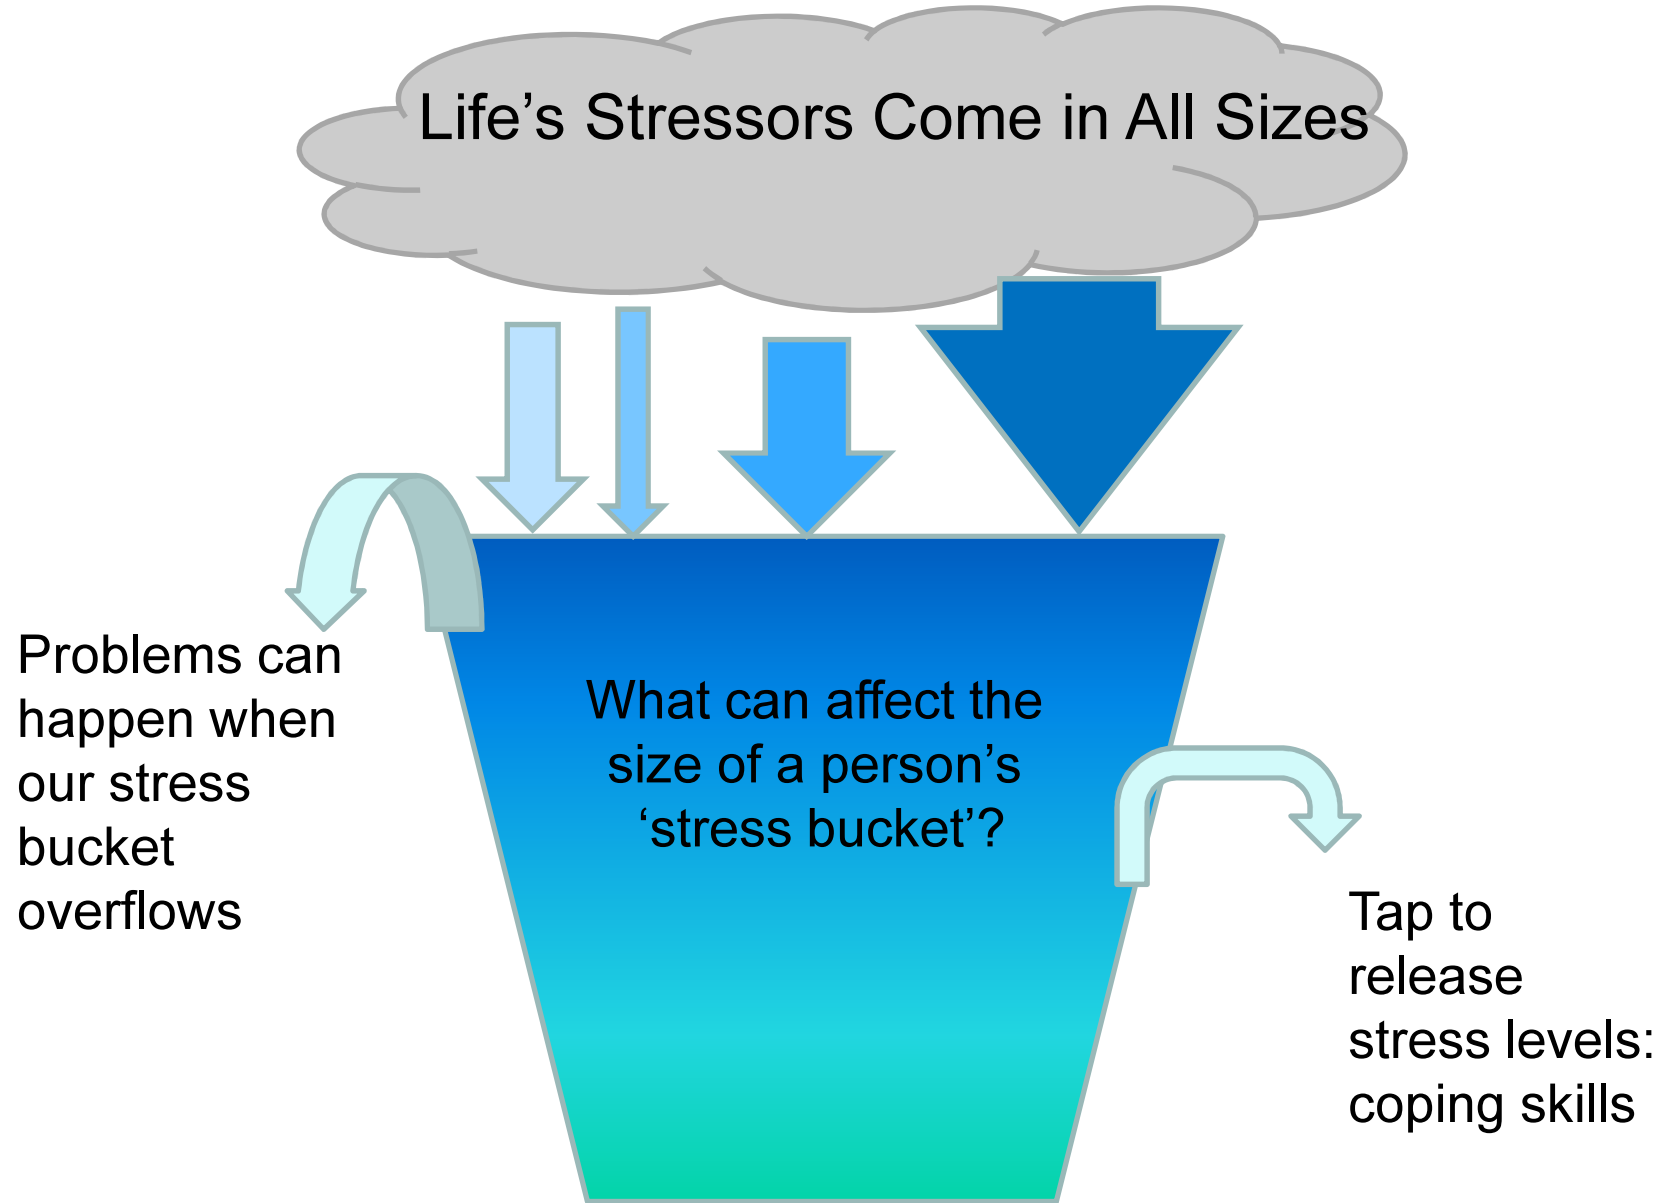 Life’s Stressors Come in All Sizes
Problems can
happen when
our stress
bucket
overflows
What can affect the
size of a person’s
‘stress bucket’?
Tap to
release
stress levels:
coping skills